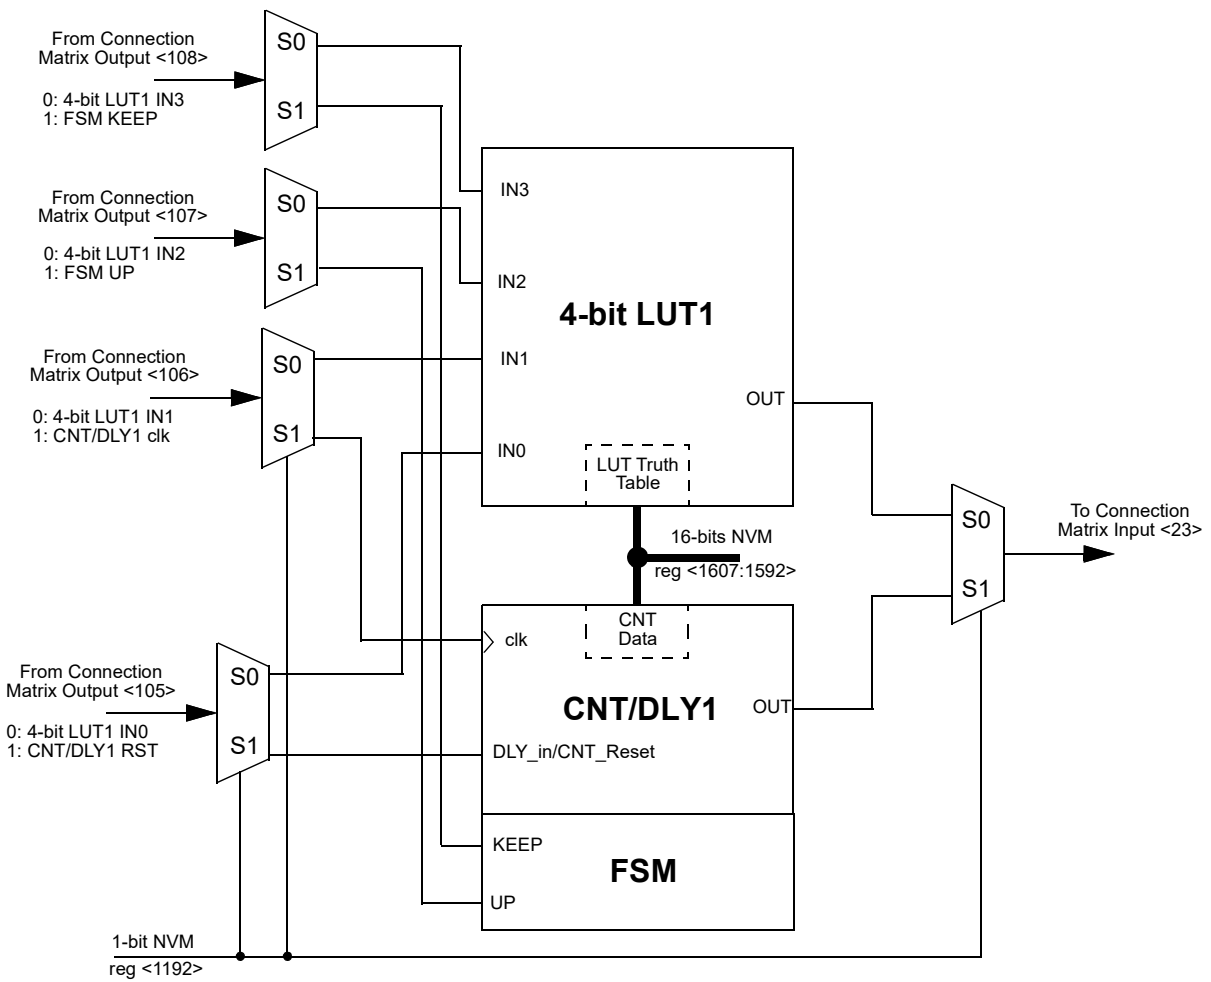 From Connection
Matrix Output <108>
0: 4-bit LUT1 IN3
1: FSM KEEP
S0
S1
From Connection
Matrix Output <107>
0: 4-bit LUT1 IN2
1: FSM UP
S0
S1
From Connection
Matrix Output <106>
0: 4-bit LUT1 IN1
1: CNT/DLY1 clk
S0
S1
From Connection
Matrix Output <105>
0: 4-bit LUT1 IN0
1: CNT/DLY1 RST
S0
S1
IN3
IN2
IN1
IN0
4-bit LUT1
OUT
LUT Truth
Table
16-bits NVM
reg <1607:1592>
CNT
Data
clk
CNT/DLY1
OUT
DLY_in/CNT_Reset
KEEP
UP
FSM
S0
S1
To Connection
Matrix Input <23>
1-bit NVM
reg <1192>